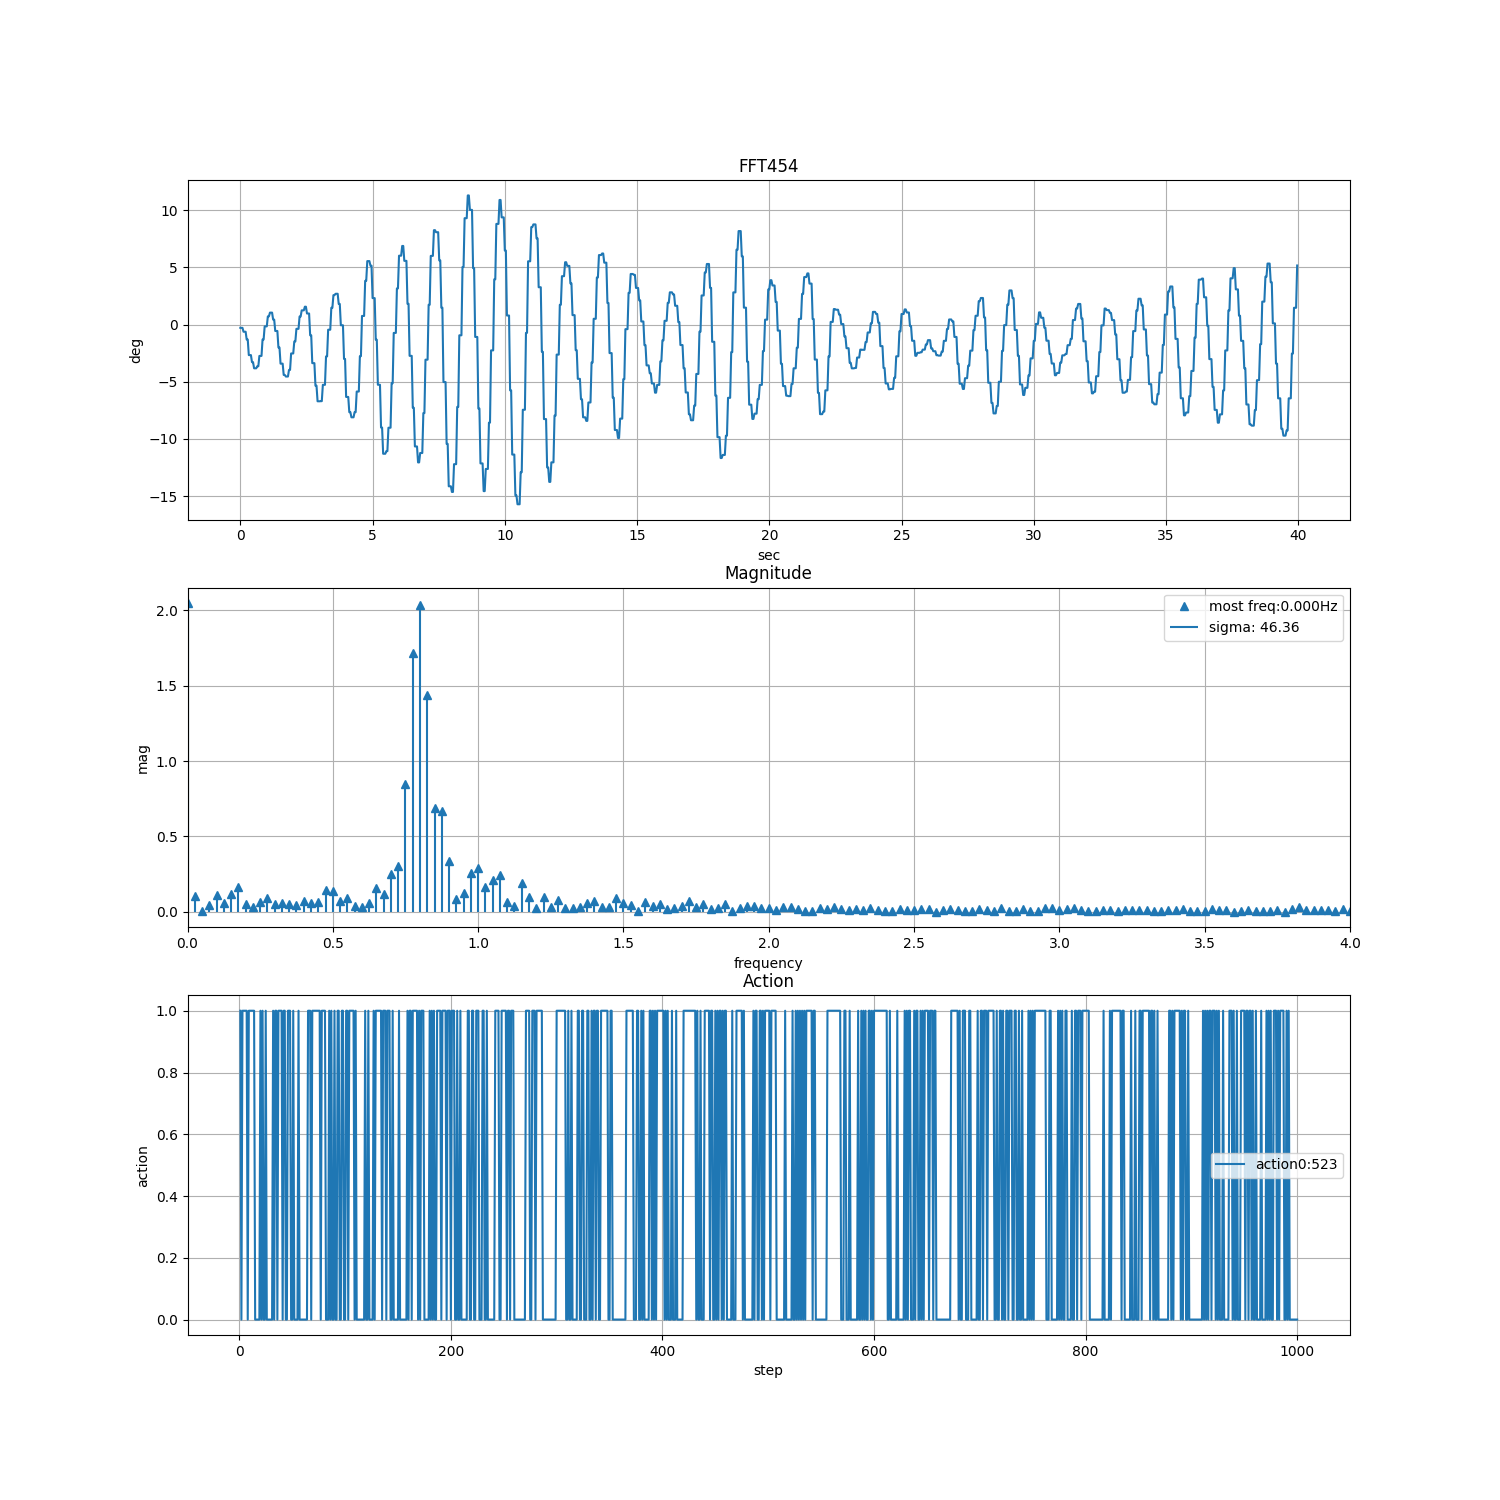 FFT454
10
5
0
−5
−10
−15
deg
0 5 10 15 20 25 30 35 40
sec
Magnitude
2.0
1.5
1.0
0.5
0.0
mag
most freq:0.000Hz
sigma: 46.36
0.0 0.5 1.0 1.5 2.0 2.5 3.0 3.5 4.0
frequency
Action
1.0
0.8
0.6
0.4
0.2
0.0
action
action0:523
0 200 400 600 800 1000
step